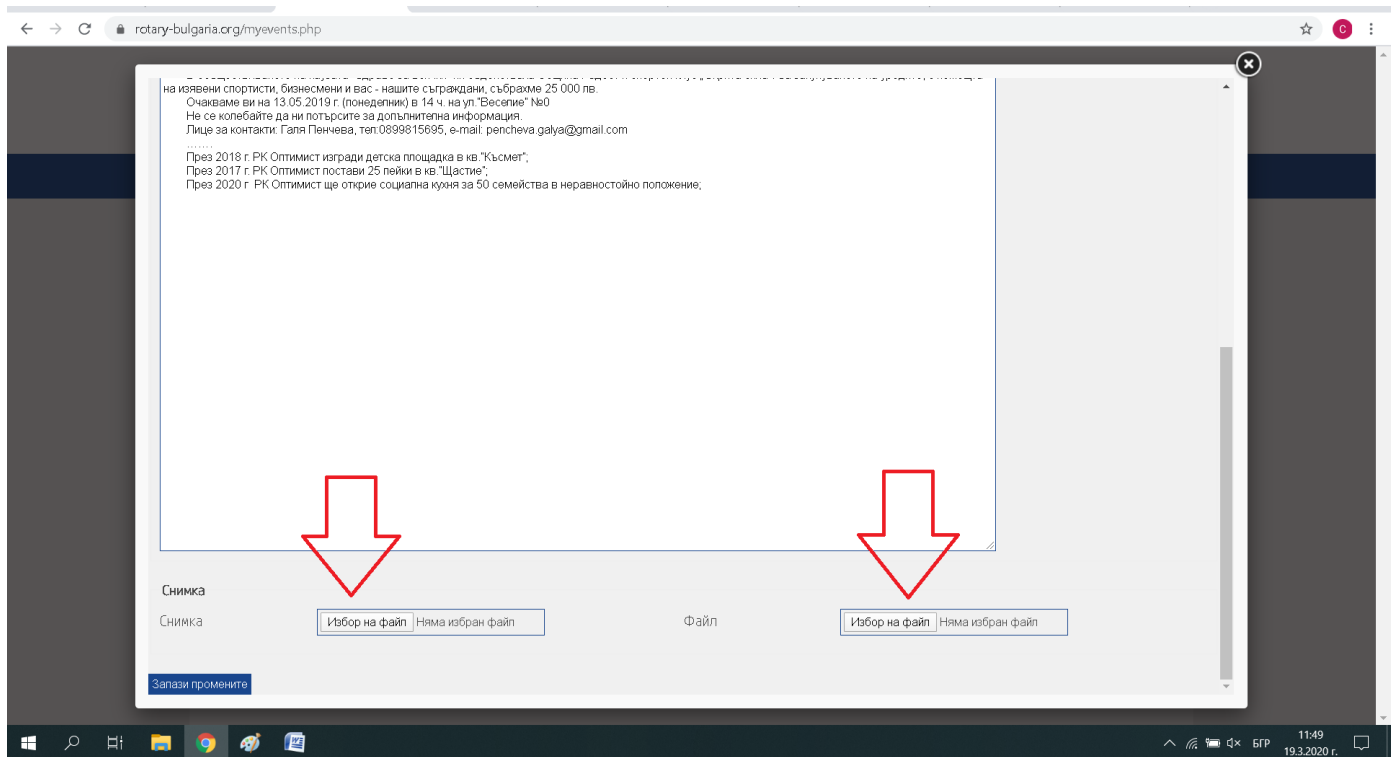 rotary-bulgaria.org/myevents.php
C
на изявени спортисти, бизнесмени и вас - нашите съграждани, събрахме 25 000 лв.
Очакваме ви на 13.05.2019 г. (понеделник) в 14 ч. на ул."Веселие" №0
Не се колебайте да ни потърсите за допълнителна информация.
Лице за контакти: Галя Пенчева, тел:0899815695, e-mail: pencheva.galya@gmail.com
.......
През 2018 г. РК Оптимист изгради детска площадка в кв."Късмет";
През 2017 г. РК Оптимист постави 25 пейки в кв."Щастие";
През 2020 г РК Оптимист ще открие социална кухня за 50 семейства в неравностойно положение;
Снимка
Снимка Избор на файл Няма избран файл Файл Избор на файл Няма избран файл
Запази промените
БГР
11:49
19.3.2020 г.